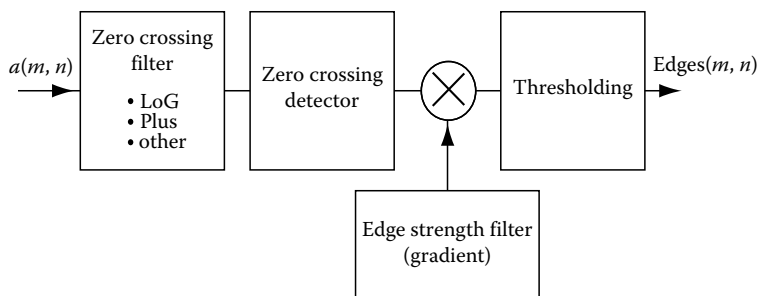 a(m, n)
Zero crossing
filter
• LoG
• Plus
• other
Zero crossing
detector
Thresholding
Edges(m, n)
Edge strength filter
(gradient)